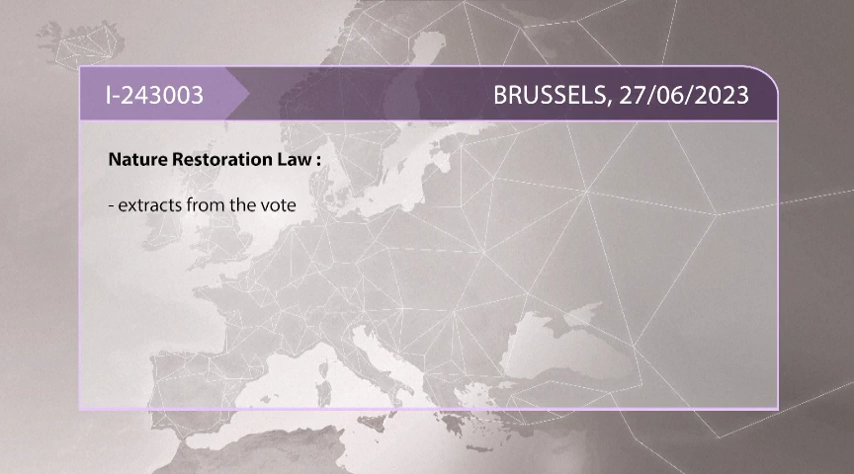 I-243003
BRUSSELS, 27/06/2023
Nature Restoration Law :
- extracts from the vote